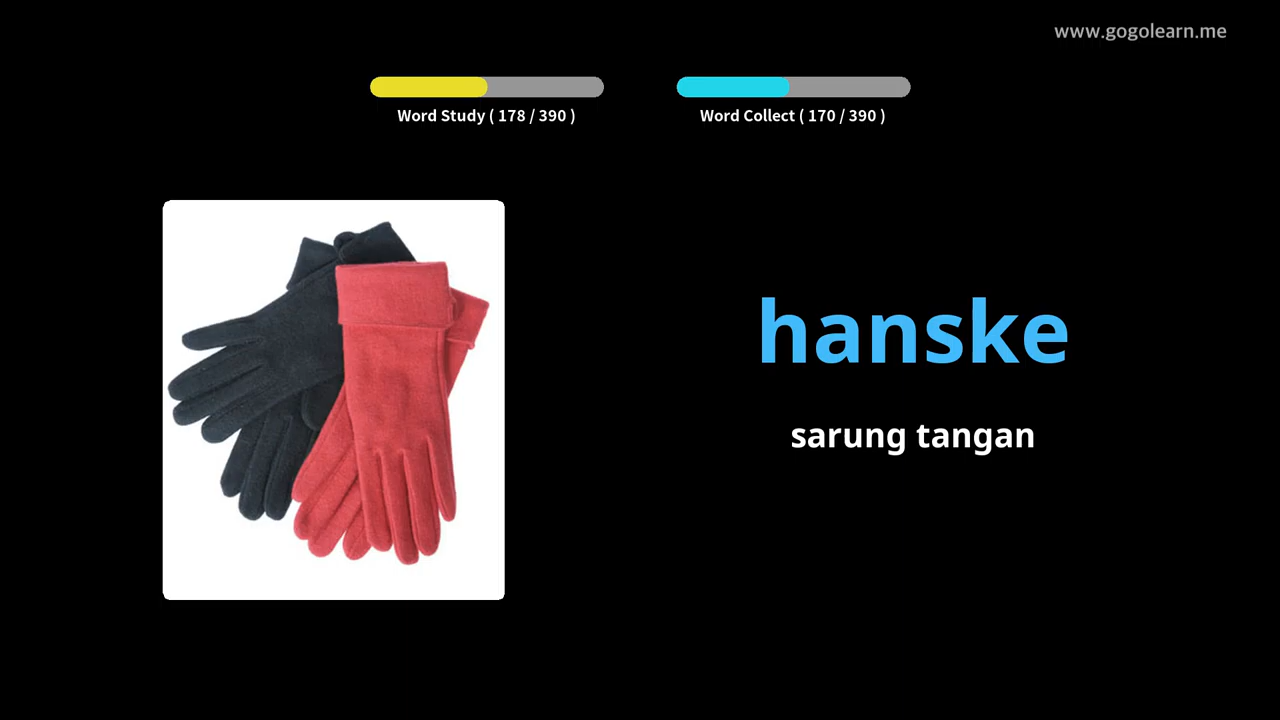 www.gogolearn.me
Word Study ( 178 / 390 )
Word Collect ( 170 / 390 )
hanske
sarung tangan